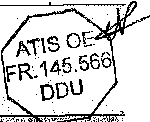 ATIS OE
FR.145.566
DDU